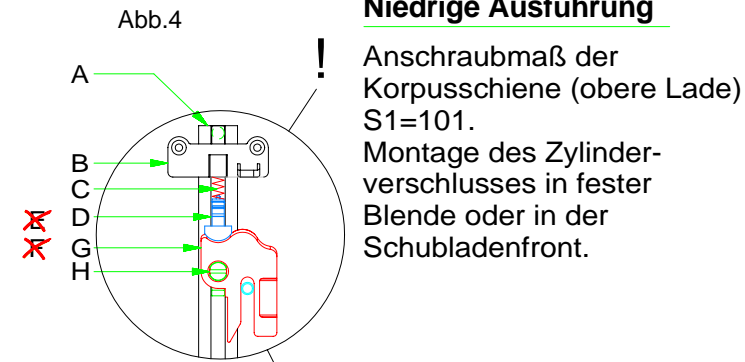 Abb.4
Niedrige Ausführung
!
Anschraubmaß der
Korpusschiene (obere Lade)
S1=101.
Montage des Zylinder-
verschlusses in fester
Blende oder in der
Schubladenfront.
A
B
C
E
D
F
G
H